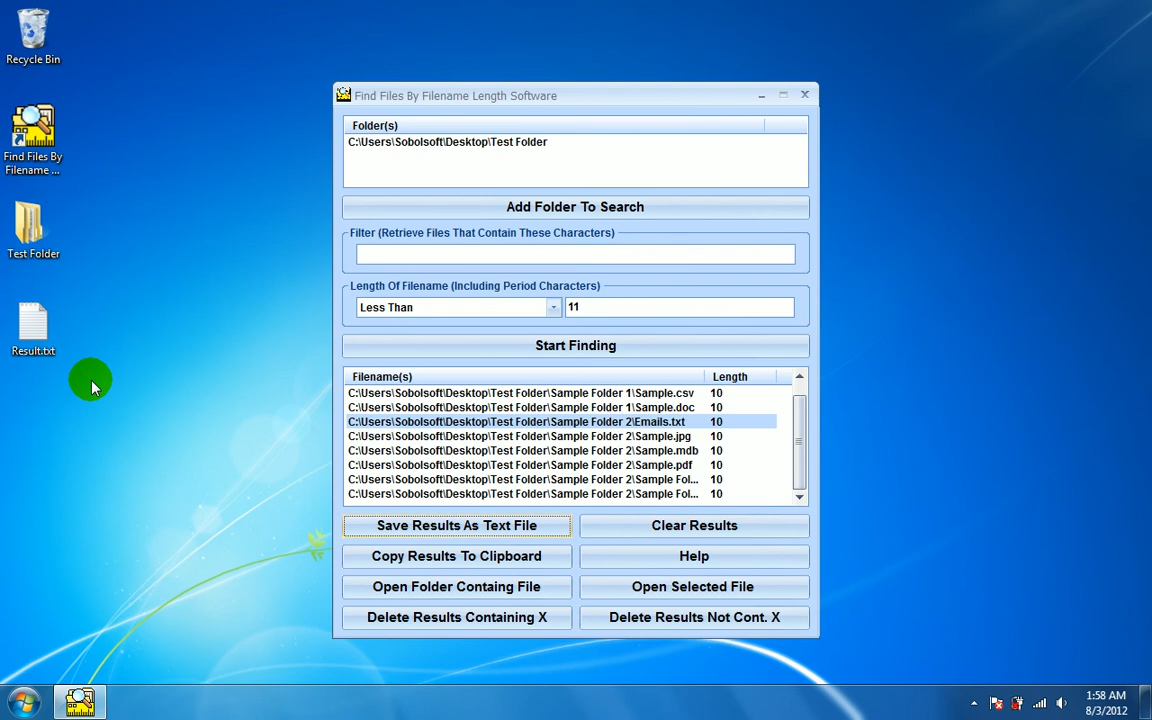 Recycle Bin
Find Files By
Filename ...
Test Folder
Result.txt
Find Files By Filename Length Software
Folder(s)
C:\Users\Sobolsoft\Desktop\Test Folder
Add Folder To Search
Filter (Retrieve Files That Contain These Characters)
Length Of Filename (Including Period Characters)
Less Than 11
Start Finding
Filename(s) Length
C:\Users\Sobolsoft\Desktop\Test Folder\Sample Folder 1\Sample.csv 10
C:\Users\Sobolsoft\Desktop\Test Folder\Sample Folder 1\Sample.doc 10
C:\Users\Sobolsoft\Desktop\Test Folder\Sample Folder 2\Emails.txt 10
C:\Users\Sobolsoft\Desktop\Test Folder\Sample Folder 2\Sample.jpg 10
C:\Users\Sobolsoft\Desktop\Test Folder\Sample Folder 2\Sample.mdb 10
C:\Users\Sobolsoft\Desktop\Test Folder\Sample Folder 2\Sample.pdf 10
C:\Users\Sobolsoft\Desktop\Test Folder\Sample Folder 2\Sample Fol... 10
C:\Users\Sobolsoft\Desktop\Test Folder\Sample Folder 2\Sample Fol... 10
Save Results As Text File Clear Results
Copy Results To Clipboard Help
Open Folder Containg File Open Selected File
Delete Results Containing X Delete Results Not Cont. X
1:58 AM
8/3/2012